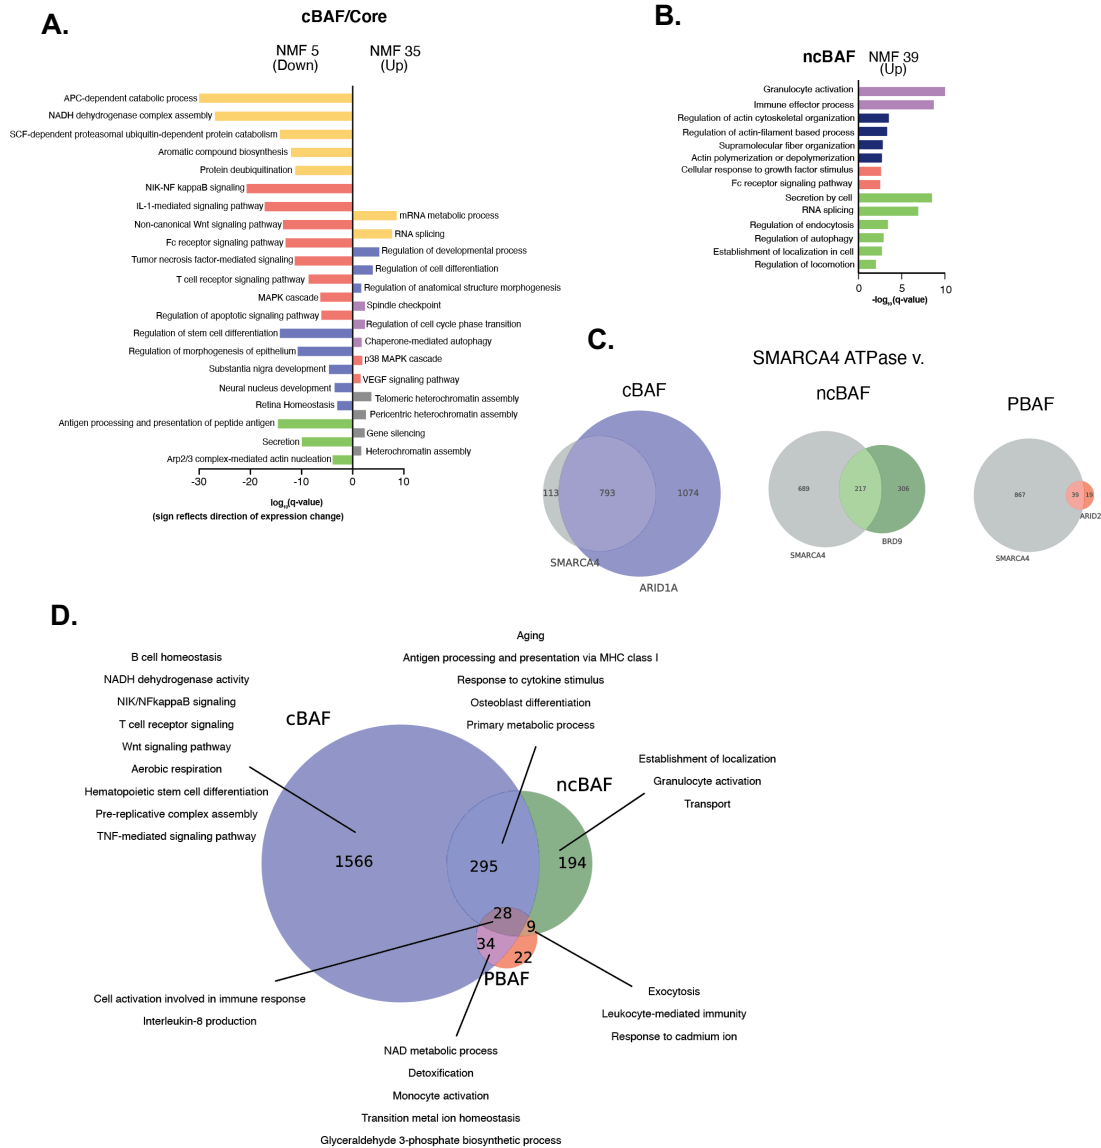 A.
cBAF/Core
NMF 5
(Down)
NMF 35
(Up)
APC-dependent catabolic process
NADH dehydrogenase complex assembly
SCF-dependent proteasomal ubiquitin-dependent protein catabolism
Aromatic compound biosynthesis
Protein deubiquitination
NIK-NF kappaB signaling
IL-1-mediated signaling pathway
Non-canonical Wnt signaling pathway
Fc receptor signaling pathway
Tumor necrosis factor-mediated signaling
T cell receptor signaling pathway
MAPK cascade
Regulation of apoptotic signaling pathway
Regulation of stem cell differentiation
Regulation of morphogenesis of epithelium
Substantia nigra development
Neural nucleus development
Retina Homeostasis
Antigen processing and presentation of peptide antigen
Secretion
Arp2/3 complex-mediated actin nucleation
mRNA metabolic process
RNA splicing
Regulation of developmental process
Regulation of cell differentiation
Regulation of anatomical structure morphogenesis
Spindle checkpoint
Regulation of cell cycle phase transition
Chaperone-mediated autophagy
p38 MAPK cascade
VEGF signaling pathway
Telomeric heterochromatin assembly
Pericentric heterochromatin assembly
Gene silencing
Heterochromatin assembly
-30 -20 -10 0 10
log₁₀(q-value)
(sign reflects direction of expression change)
B.
ncBAF
NMF 39
(Up)
Granulocyte activation
Immune effector process
Regulation of actin cytoskeletal organization
Regulation of actin-filament based process
Supramolecular fiber organization
Actin polymerization or depolymerization
Cellular response to growth factor stimulus
Fc receptor signaling pathway
Secretion by cell
RNA splicing
Regulation of endocytosis
Regulation of autophagy
Establishment of localization in cell
Regulation of locomotion
0 5 10
-log₁₀(q-value)
C.
SMARCA4 ATPase v.
cBAF
113
793
1074
SMARCA4
ARID1A
ncBAF
689
217
306
SMARCA4
BRD9
PBAF
867
39
19
ARID2
SMARCA4
D.
B cell homeostasis
NADH dehydrogenase activity
NIK/NFkappaB signaling
T cell receptor signaling
Wnt signaling pathway
Aerobic respiration
Hematopoietic stem cell differentiation
Pre-replicative complex assembly
TNF-mediated signaling pathway
Aging
Antigen processing and presentation via MHC class I
Response to cytokine stimulus
Osteoblast differentiation
Primary metabolic process
Establishment of localization
Granulocyte activation
Transport
cBAF
ncBAF
1566
295
194
28
9
34
22
PBAF
Cell activation involved in immune response
Interleukin-8 production
Exocytosis
Leukocyte-mediated immunity
Response to cadmium ion
NAD metabolic process
Detoxification
Monocyte activation
Transition metal ion homeostasis
Glyceraldehyde 3-phosphate biosynthetic process